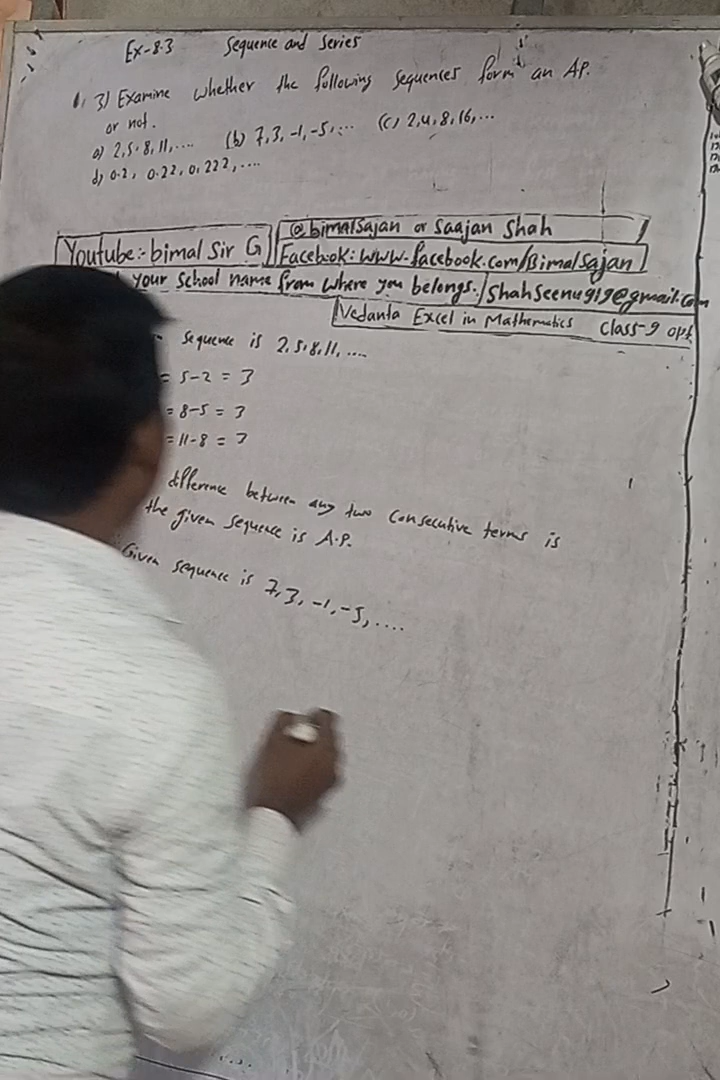 Ex-8.3 Sequence and Series
3) Examine whether the following sequences form an AP.
or not.
a) 2,5,8,11,.... (b) 7,3,-1,-5,... (c) 2,4,8,16,...
d) 0.2, 0.22, 0.222,....
@bimalsajan or Saajan Shah
Youtube:- bimal Sir G
Facebook: www.facebook.com/Bimalsajan
your School name from where you belongs. shahseenu919@gmail.com
Vedanta Excel in Mathematics Class-9 opt
sequence is 2,5,8,11,....
= 5-2 = 3
= 8-5 = 3
= 11-8 = 3
difference between any two consecutive terms is
the given sequence is A.P.
Given sequence is 7,3,-1,-5,....